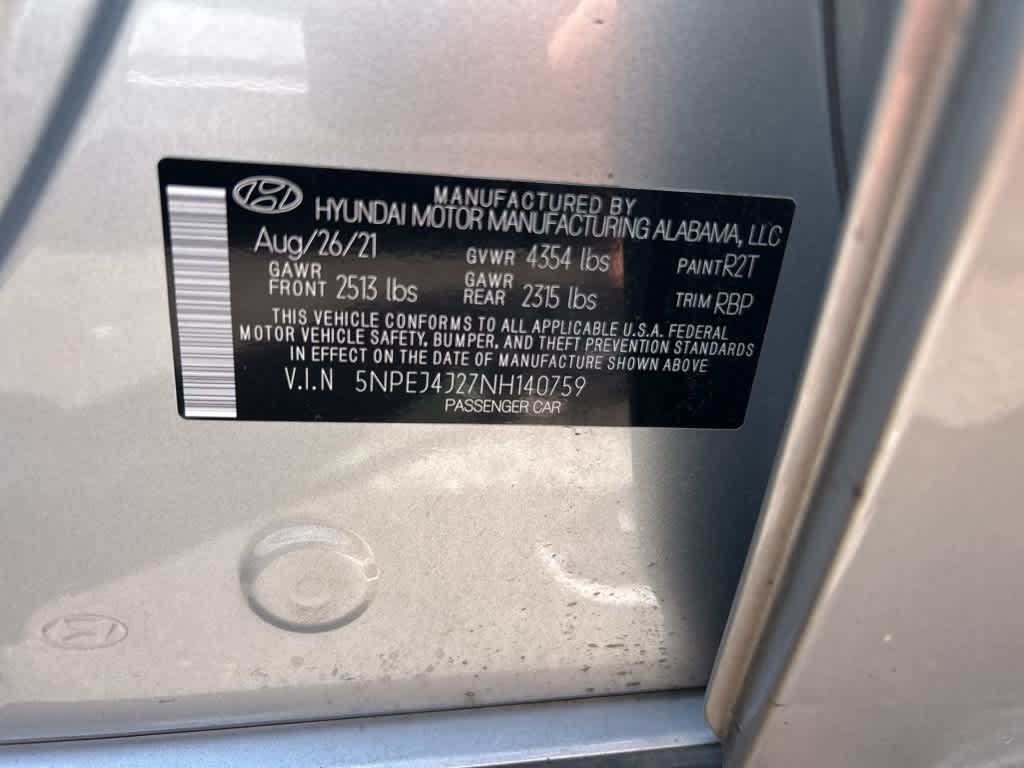 MANUFACTURED BY
HYUNDAI MOTOR MANUFACTURING ALABAMA, LLC
Aug/26/21 GVWR 4354 lbs PAINT R2T
GAWR FRONT 2513 lbs GAWR REAR 2315 lbs TRIM RBP
THIS VEHICLE CONFORMS TO ALL APPLICABLE U.S.A. FEDERAL
MOTOR VEHICLE SAFETY, BUMPER, AND THEFT PREVENTION STANDARDS
IN EFFECT ON THE DATE OF MANUFACTURE SHOWN ABOVE
V.I.N 5NPEJ4J27NH140759
PASSENGER CAR